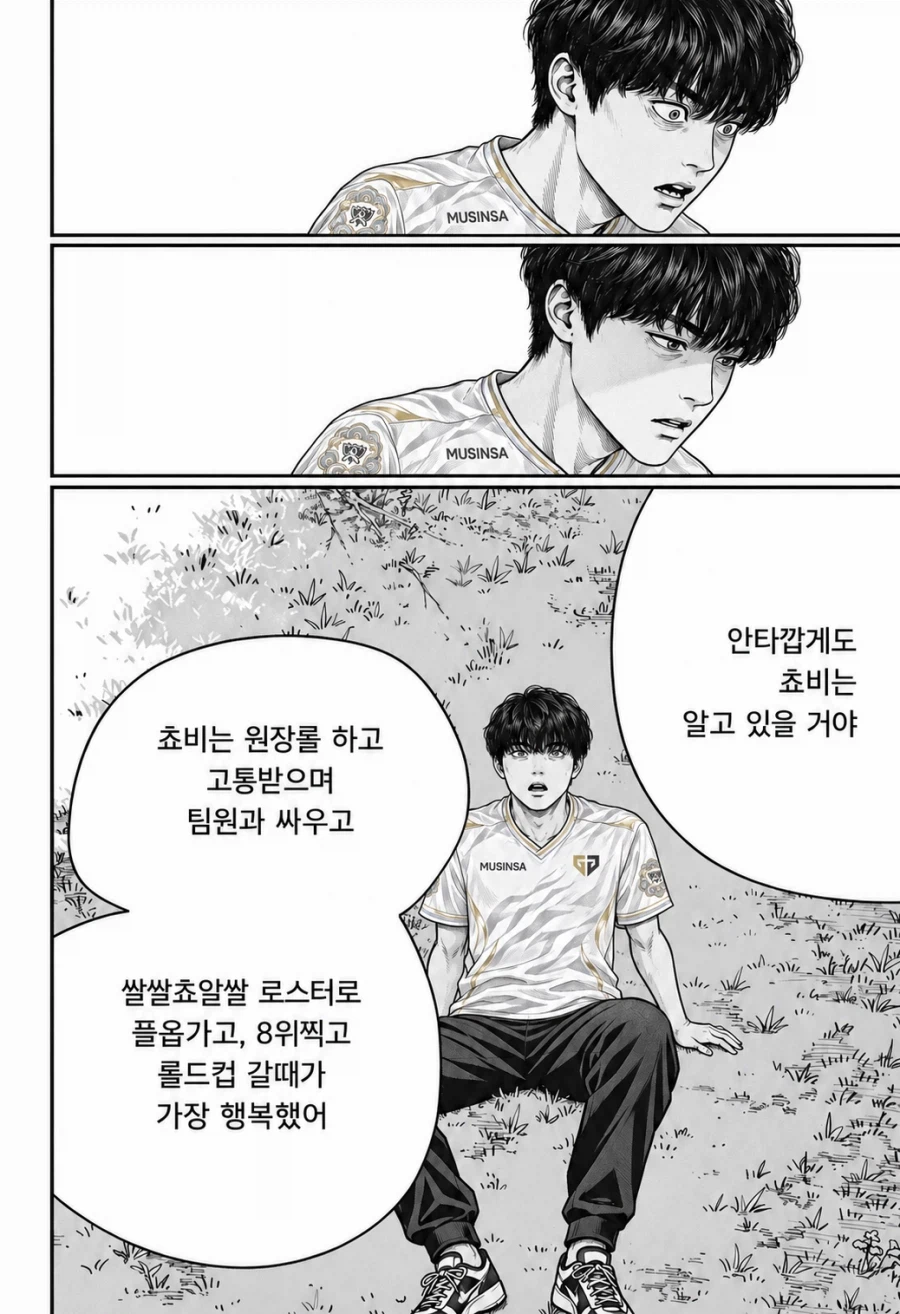 MUSINSA
MUSINSA
안타깝게도
쵸비는
알고 있을 거야
쵸비는 원장롤 하고
고통받으며
팀원과 싸우고
MUSINSA
쌀쌀쵸알쌀 로스터로
플옵가고, 8위찍고
롤드컵 갈때가
가장 행복했어